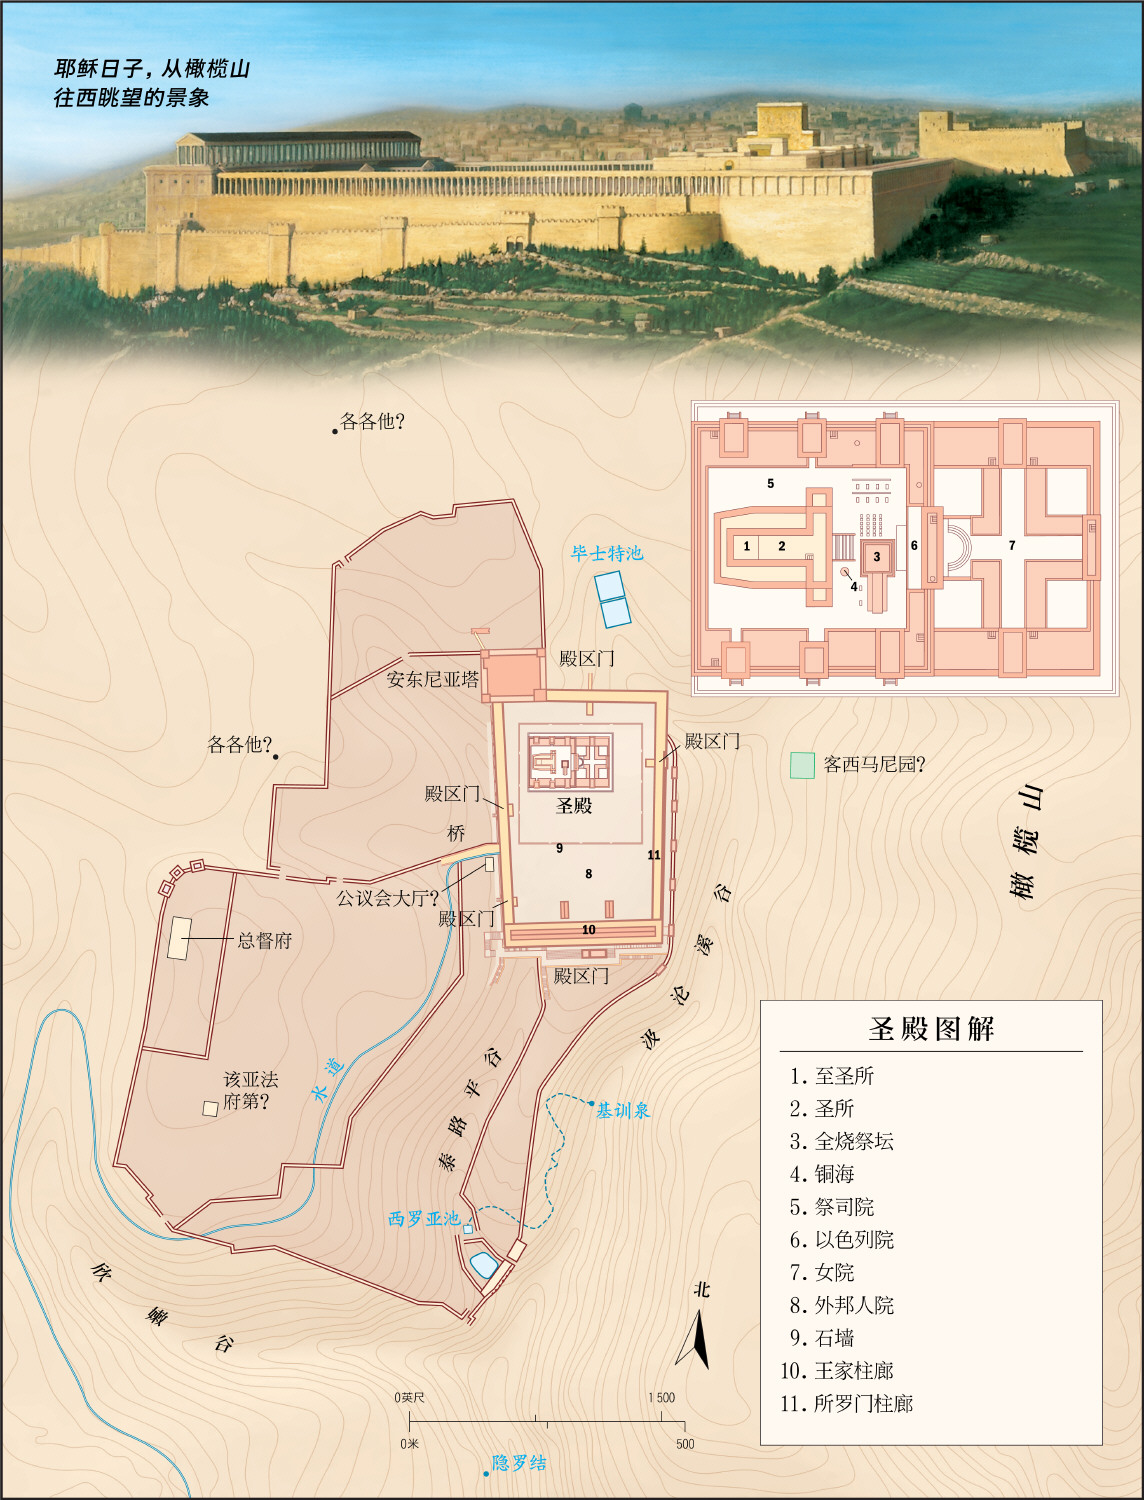 耶稣日子，从橄榄山
往西眺望的景象
各各他？
毕士特池
殿区门
安东尼亚塔
各各他？
殿区门
殿区门
圣殿
桥
9
8
11
10
公议会大厅？
殿区门
殿区门
总督府
客西马尼园？
橄榄山
汲沦溪谷
泰路平谷
水道
该亚法
府第？
基训泉
西罗亚池
欣嫩谷
隐罗结
北
0英尺
1 500
0米
500
5
1
2
3
4
6
7
圣殿图解
1. 至圣所
2. 圣所
3. 全烧祭坛
4. 铜海
5. 祭司院
6. 以色列院
7. 女院
8. 外邦人院
9. 石墙
10. 王家柱廊
11. 所罗门柱廊